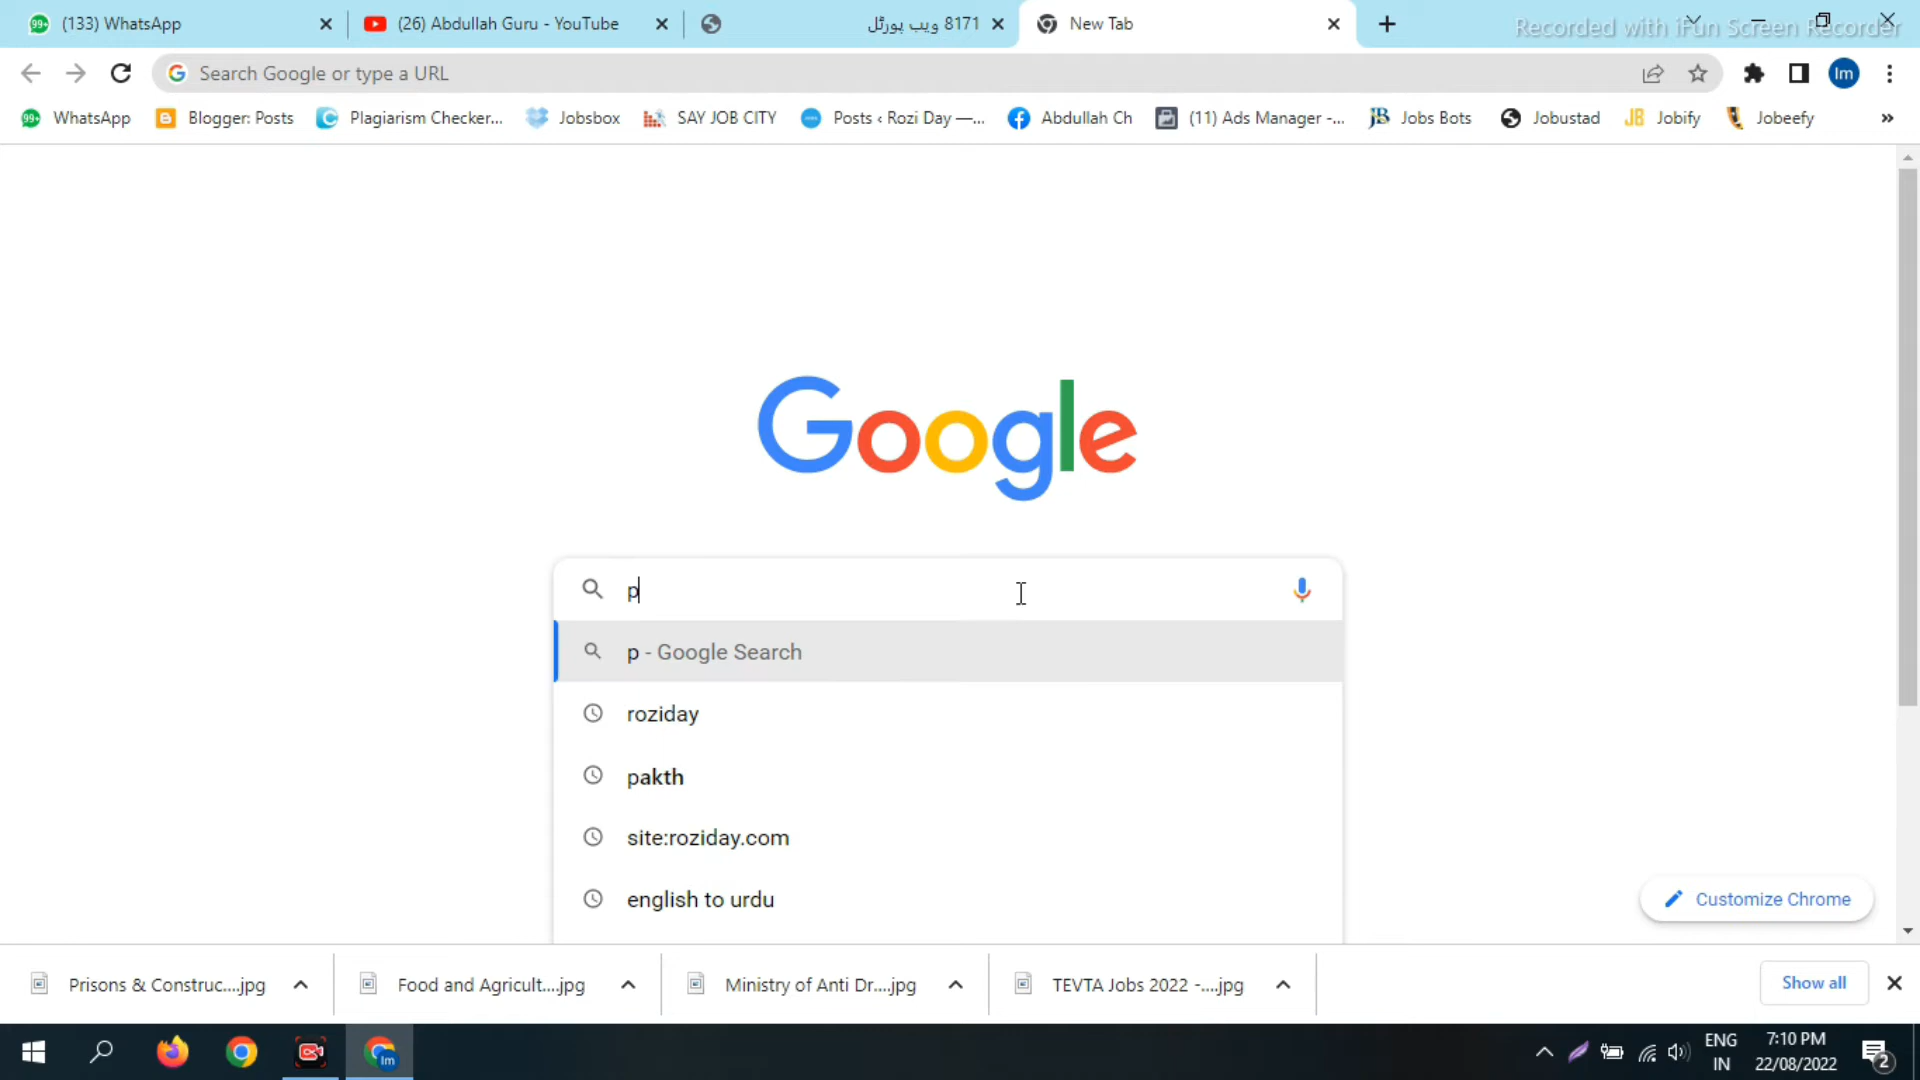 (133) WhatsApp
(26) Abdullah Guru - YouTube
8171 ویب پورٹل
New Tab
Recorded with iFun Screen Recorder
Search Google or type a URL
Im
99+
WhatsApp
Blogger: Posts
Plagiarism Checker...
Jobsbox
SAY JOB CITY
Posts ‹ Rozi Day —...
Abdullah Ch
(11) Ads Manager -...
Jobs Bots
Jobustad
Jobify
Jobeefy
»
Google
p
p - Google Search
roziday
pakth
site:roziday.com
english to urdu
Customize Chrome
Prisons & Construc....jpg
Food and Agricult....jpg
Ministry of Anti Dr....jpg
TEVTA Jobs 2022 -....jpg
Show all
Im
ENG
IN
7:10 PM
22/08/2022
2